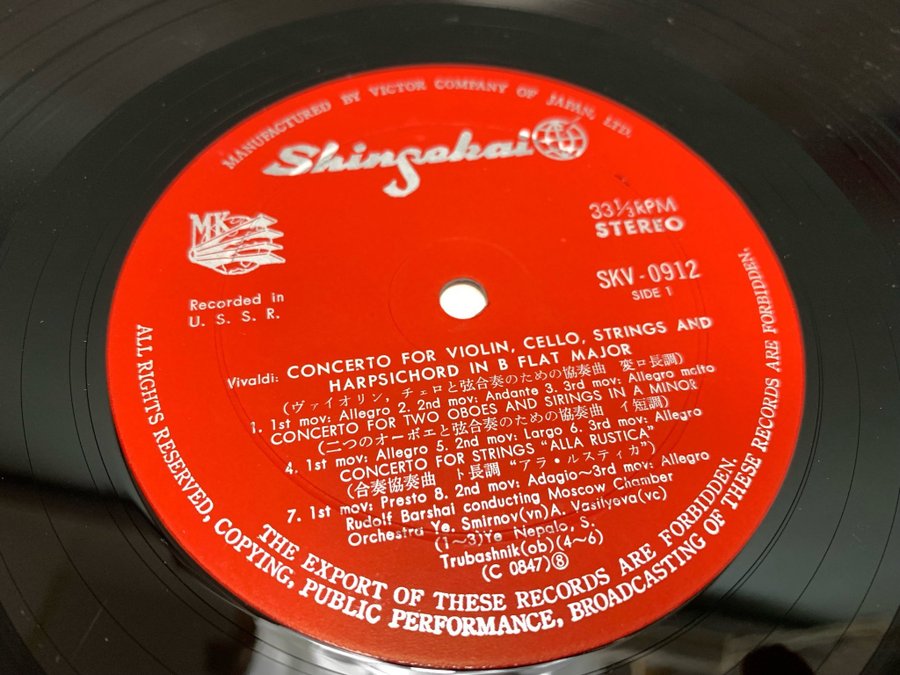 MANUFACTURED BY VICTOR COMPANY OF JAPAN, LTD.
Shinsekai
MK
33⅓RPM
STEREO
SKV-0912
SIDE 1
Recorded in
U. S. S. R.
Vivaldi: CONCERTO FOR VIOLIN, CELLO, STRINGS AND
HARPSICHORD IN B FLAT MAJOR
(ヴァイオリン, チェロと弦合奏のための協奏曲 変ロ長調)
1. 1st mov: Allegro 2. 2nd mov: Andante 3. 3rd mov: Allegro molto
CONCERTO FOR TWO OBOES AND SIRINGS IN A MINOR
(二つのオーボエと弦合奏のための協奏曲 イ短調)
4. 1st mov: Allegro 5. 2nd mov: Largo 6. 3rd mov: Allegro
CONCERTO FOR STRINGS "ALLA RUSTICA"
(合奏協奏曲 ト長調 "アラ・ルスティカ")
7. 1st mov: Presto 8. 2nd mov: Adagio~3rd mov: Allegro
Rudolf Barshai conducting Moscow Chamber
Orchestra Ye. Smirnov(vn)A. Vasilyeva(vc)
(1~3)Ye Nepalo, S.
Trubashnik(ob)(4~6)
(C 0847)⑧
ALL RIGHTS RESERVED, COPYING, PUBLIC PERFORMANCE, BROADCASTING OF THESE RECORDS ARE FORBIDDEN.
THE EXPORT OF THESE RECORDS ARE FORBIDDEN.